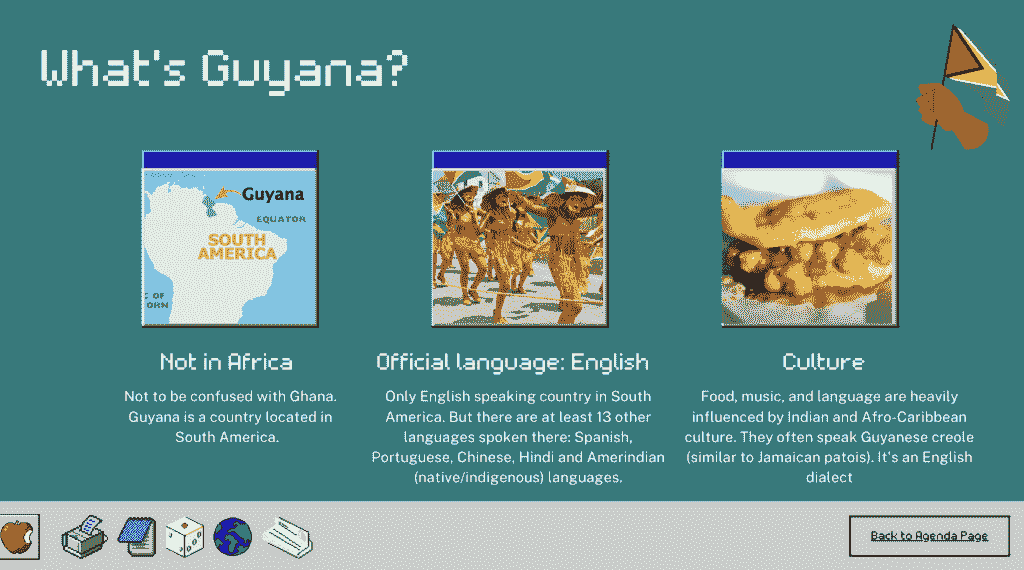 What's Guyana?
Guyana
EQUATOR
SOUTH
AMERICA
OF
ORN
Not in Africa
Not to be confused with Ghana.
Guyana is a country located in
South America.
Official language: English
Only English speaking country in South
America. But there are at least 13 other
languages spoken there: Spanish,
Portuguese, Chinese, Hindi and Amerindian
(native/indigenous) languages.
Culture
Food, music, and language are heavily
influenced by Indian and Afro-Caribbean
culture. They often speak Guyanese creole
(similar to Jamaican patois). It's an English
dialect
Back to Agenda Page